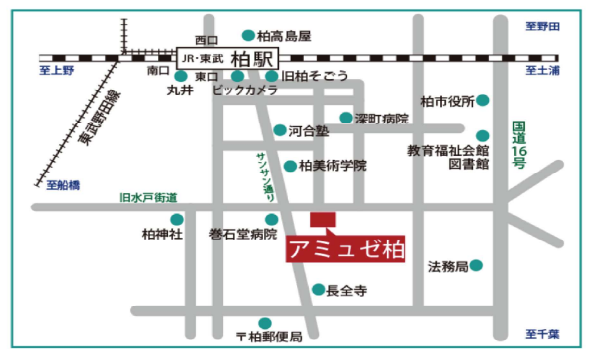 至野田
柏高島屋
西口
JR・東武 柏駅
至上野
南口
東口
至土浦
丸井
ビックカメラ
旧柏そごう
東武野田線
深町病院
柏市役所
河合塾
国道16号
教育福祉会館
図書館
柏美術学院
サンサン通り
至船橋
旧水戸街道
柏神社
巻石堂病院
アミュゼ柏
法務局
長全寺
〒柏郵便局
至千葉